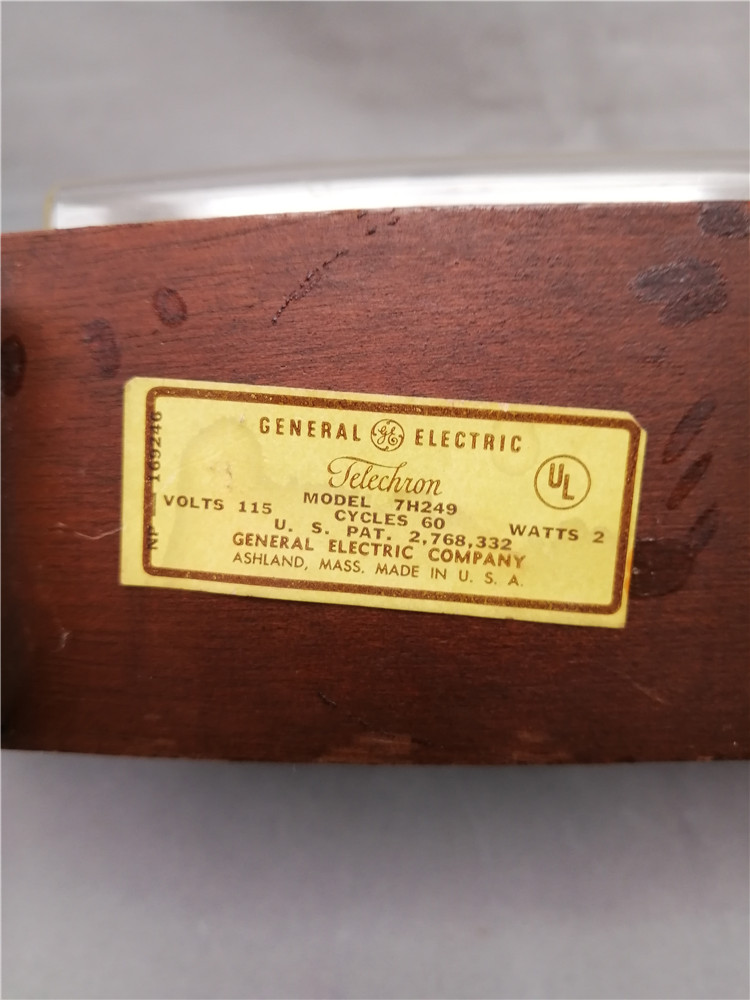 GENERAL GE ELECTRIC
Telechron
UL
MODEL 7H249
VOLTS 115 CYCLES 60 WATTS 2
U. S. PAT. 2,768,332
GENERAL ELECTRIC COMPANY
ASHLAND, MASS. MADE IN U. S. A.
NP - 169246